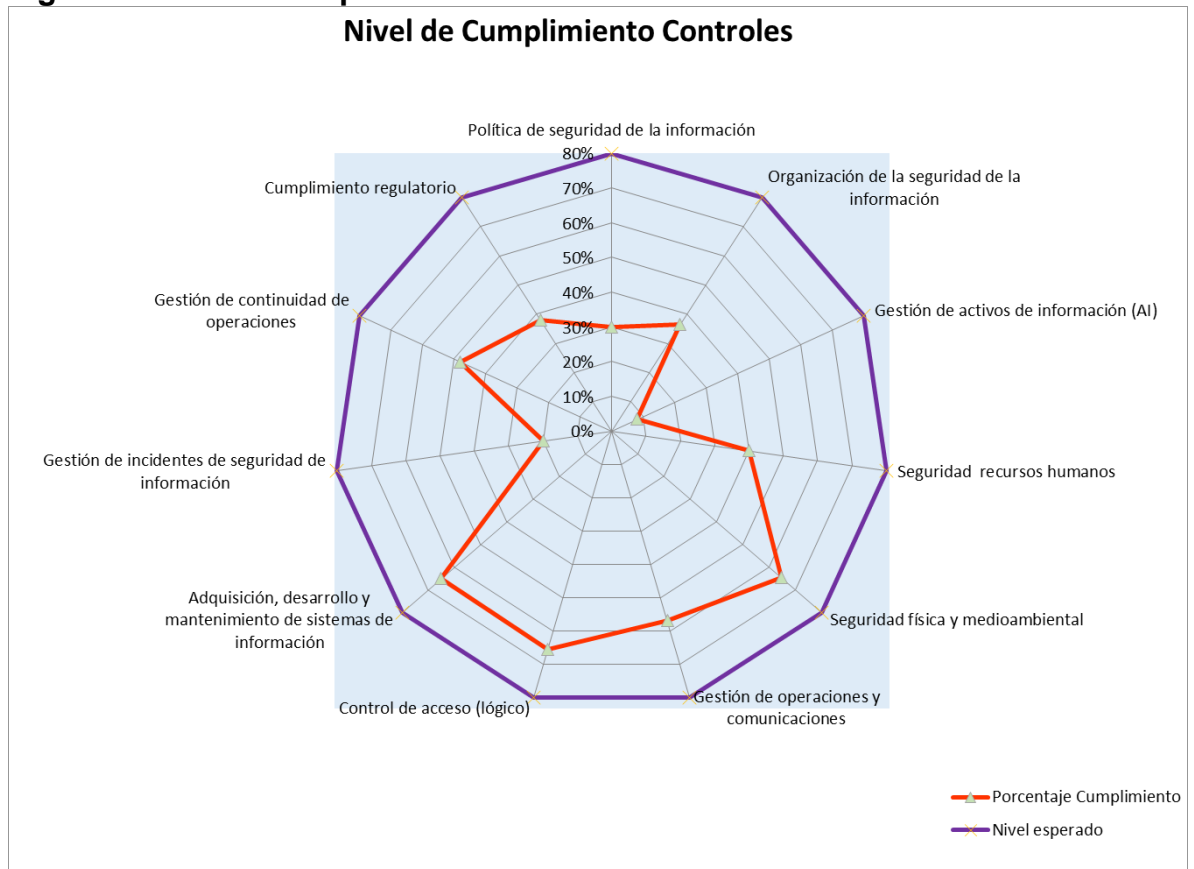 Nivel de Cumplimiento Controles
Política de seguridad de la información
80%
70%
60%
50%
40%
30%
20%
10%
0%
Organización de la seguridad de la
información
Gestión de activos de información (AI)
Seguridad recursos humanos
Seguridad física y medioambiental
Gestión de operaciones y
comunicaciones
Control de acceso (lógico)
Adquisición, desarrollo y
mantenimiento de sistemas de
información
Gestión de incidentes de seguridad de
información
Gestión de continuidad de
operaciones
Cumplimiento regulatorio
Porcentaje Cumplimiento
Nivel esperado